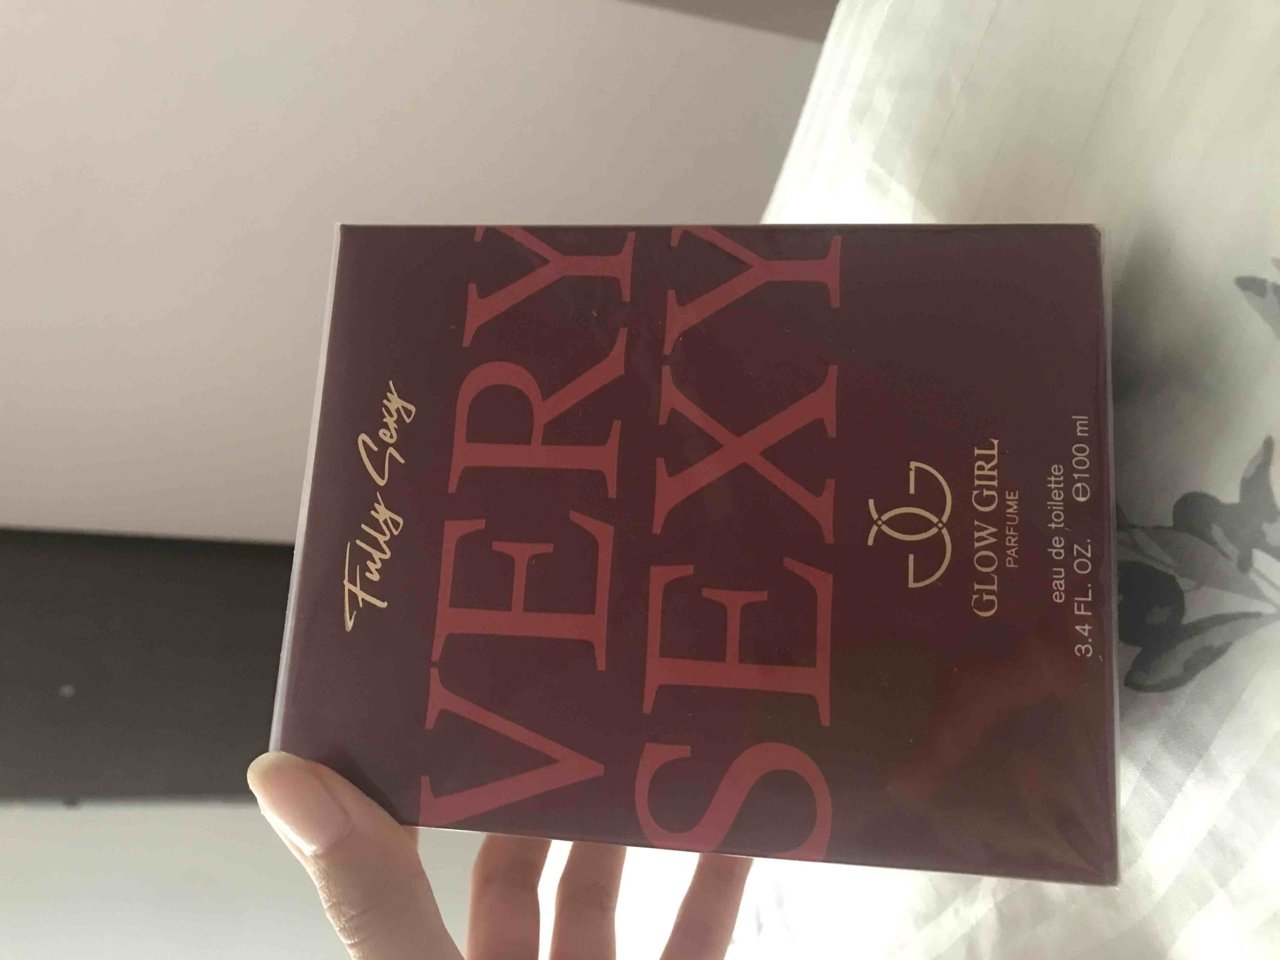 Fully Sexy
VERY
SEXY
GLOW GIRL
PARFUME
eau de toilette
3.4 FL. OZ. ℮100 ml